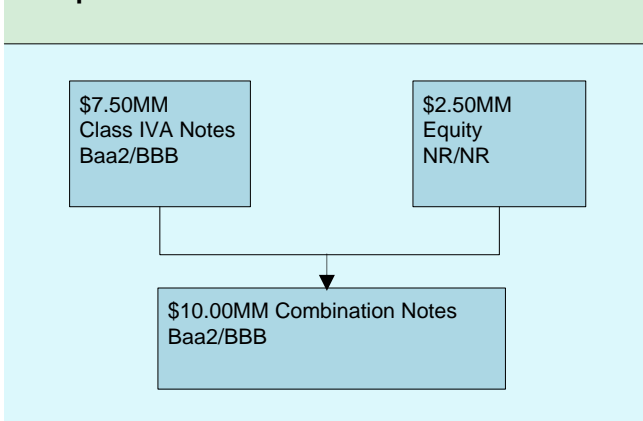 $7.50MM
Class IVA Notes
Baa2/BBB
$2.50MM
Equity
NR/NR
$10.00MM Combination Notes
Baa2/BBB